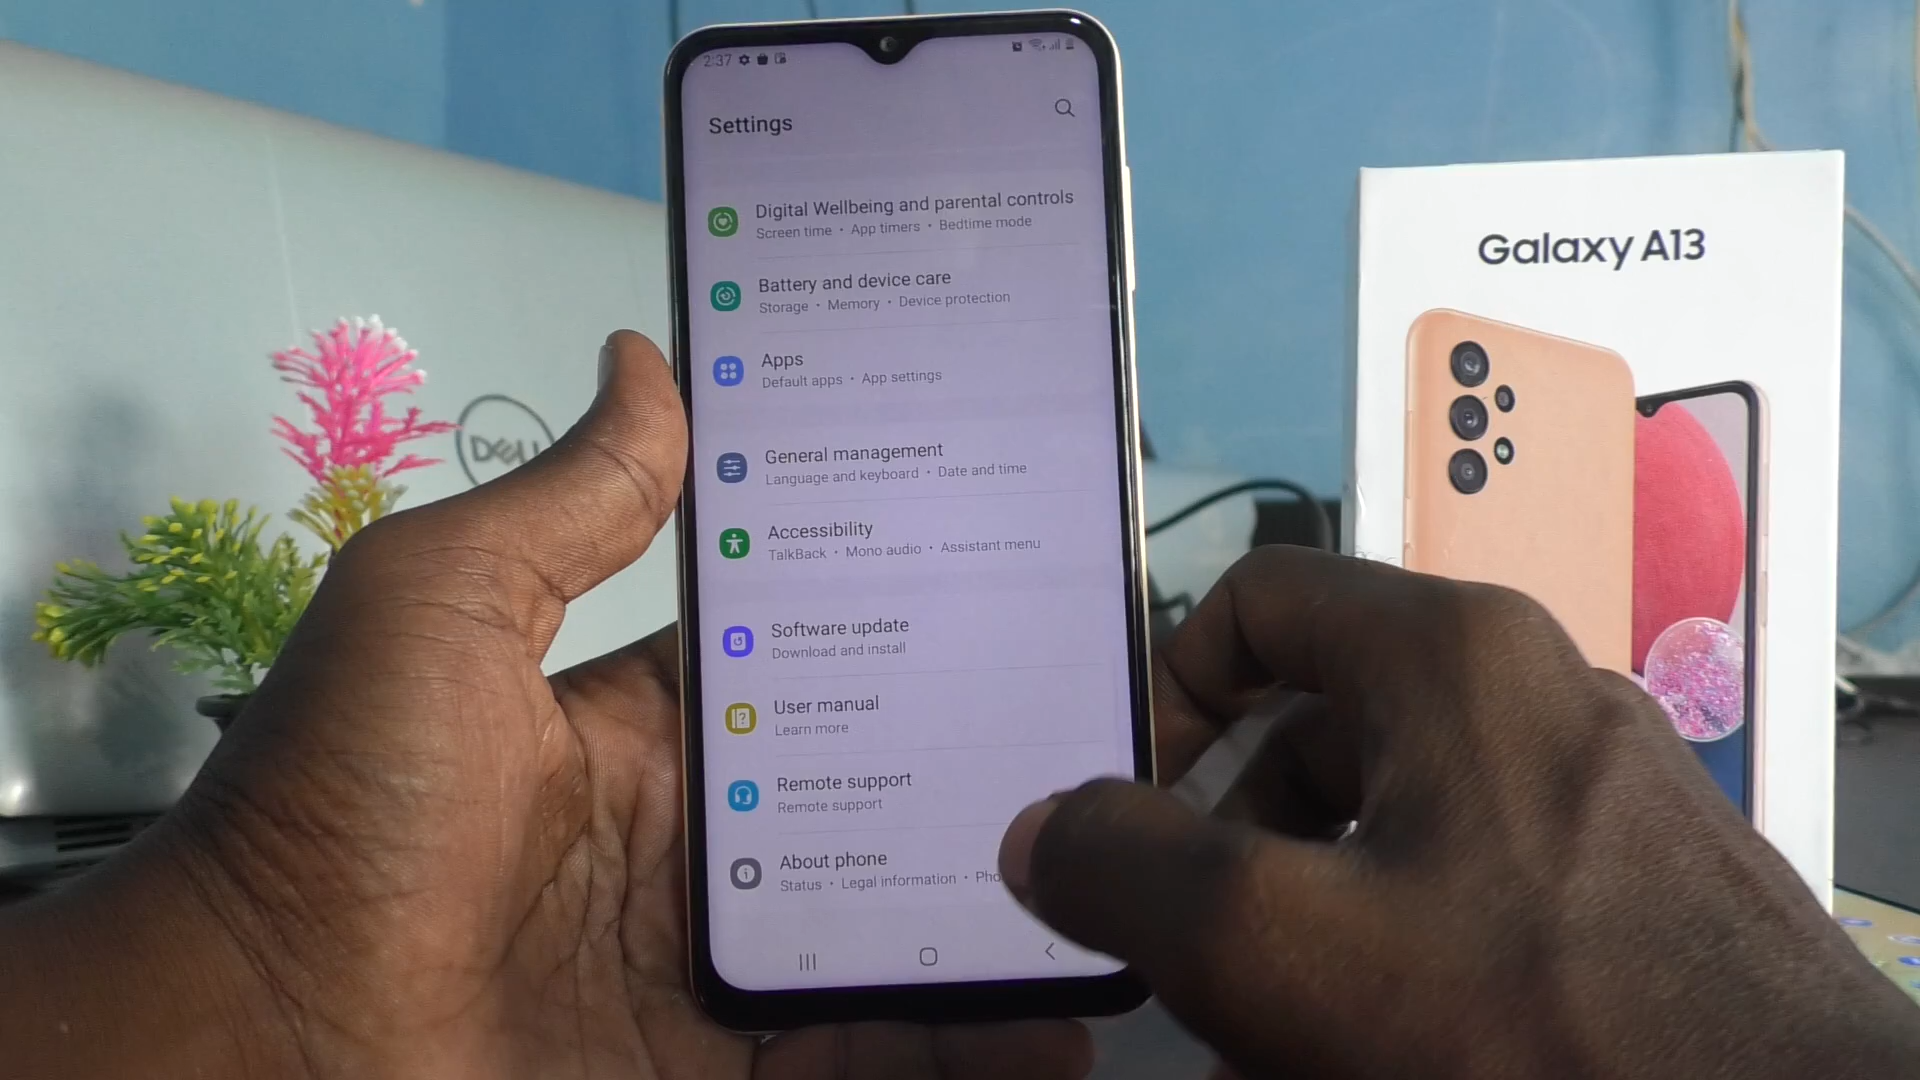 2:37
Settings
Digital Wellbeing and parental controls
Screen time • App timers • Bedtime mode
Battery and device care
Storage • Memory • Device protection
Apps
Default apps • App settings
General management
Language and keyboard • Date and time
Accessibility
TalkBack • Mono audio • Assistant menu
Software update
Download and install
User manual
Learn more
Remote support
Remote support
About phone
Status • Legal information • Pho
DELL
Galaxy A13